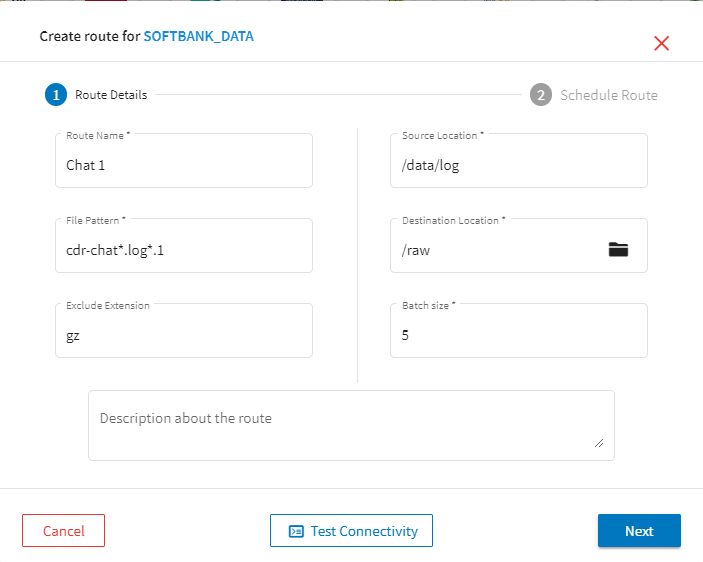 Create route for SOFTBANK_DATA
1 Route Details
2 Schedule Route
Route Name *
Chat 1
Source Location *
/data/log
File Pattern *
cdr-chat*.log*.1
Destination Location *
/raw
Exclude Extension
gz
Batch size *
5
Description about the route
Cancel
Test Connectivity
Next